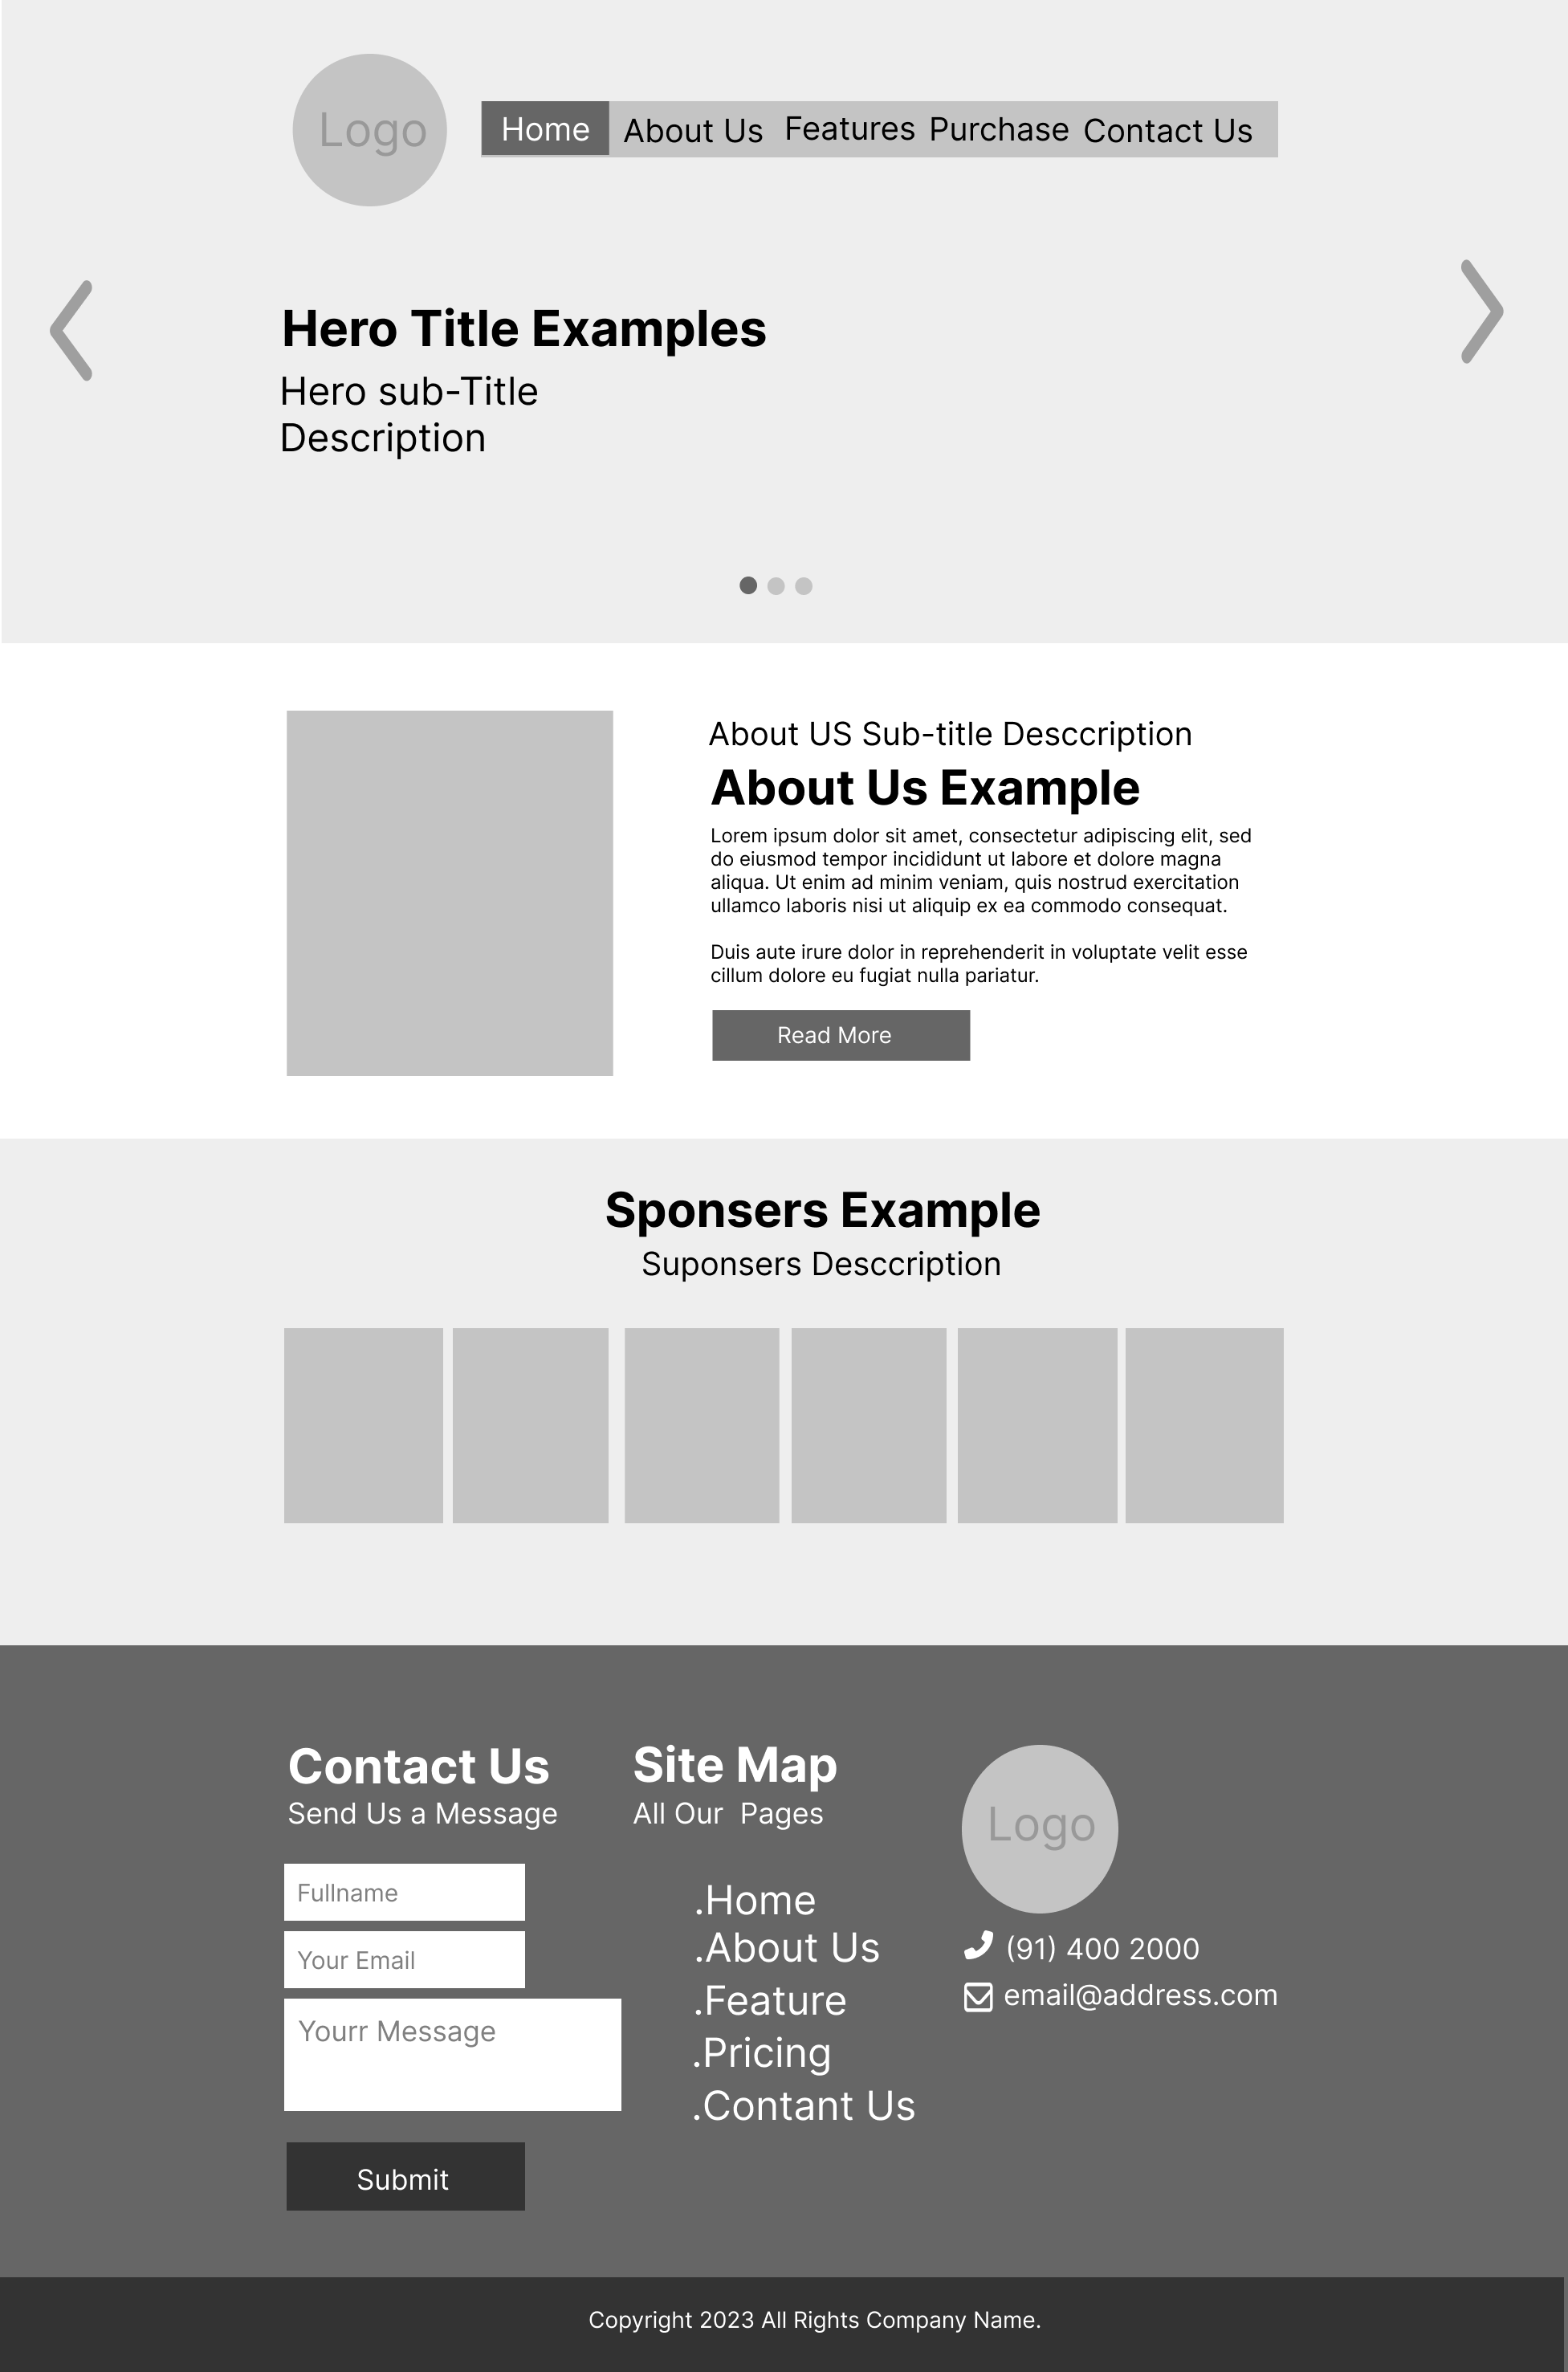 Logo
Home About Us Features Purchase Contact Us
Hero Title Examples
Hero sub-Title
Description
About US Sub-title Desccription
About Us Example
Lorem ipsum dolor sit amet, consectetur adipiscing elit, sed
do eiusmod tempor incididunt ut labore et dolore magna
aliqua. Ut enim ad minim veniam, quis nostrud exercitation
ullamco laboris nisi ut aliquip ex ea commodo consequat.
Duis aute irure dolor in reprehenderit in voluptate velit esse
cillum dolore eu fugiat nulla pariatur.
Read More
Sponsers Example
Suponsers Desccription
Contact Us
Send Us a Message
Fullname
Your Email
Yourr Message
Submit
Site Map
All Our  Pages
.Home
.About Us
.Feature
.Pricing
.Contant Us
Logo
(91) 400 2000
email@address.com
Copyright 2023 All Rights Company Name.